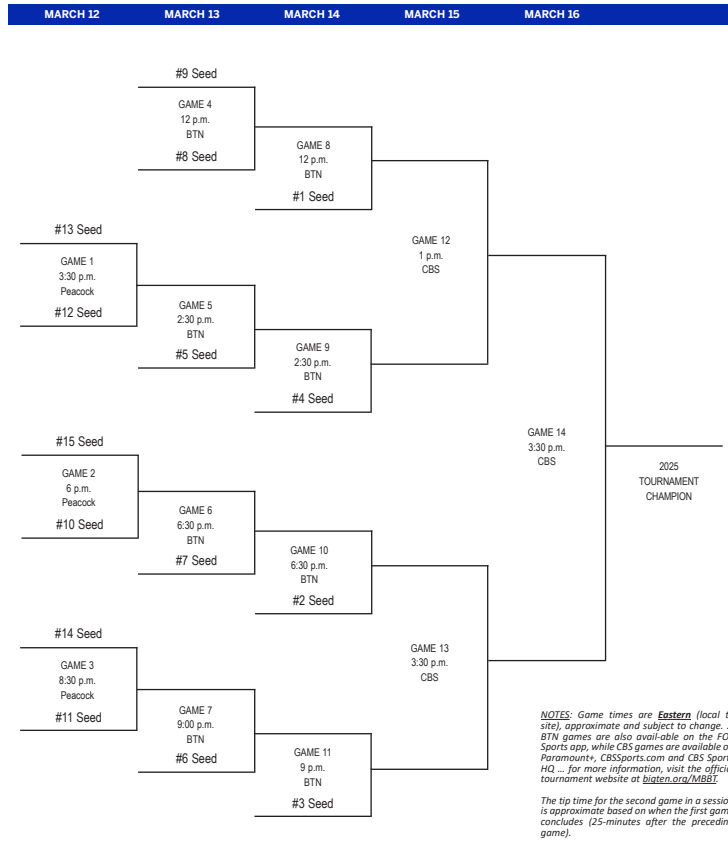 MARCH 12 MARCH 13 MARCH 14 MARCH 15 MARCH 16
#9 Seed
GAME 4
12 p.m.
BTN
#8 Seed
GAME 8
12 p.m.
BTN
#1 Seed
#13 Seed
GAME 1
3:30 p.m.
Peacock
#12 Seed
GAME 5
2:30 p.m.
BTN
#5 Seed
GAME 9
2:30 p.m.
BTN
#4 Seed
GAME 12
1 p.m.
CBS
#15 Seed
GAME 2
6 p.m.
Peacock
#10 Seed
GAME 6
6:30 p.m.
BTN
#7 Seed
GAME 10
6:30 p.m.
BTN
#2 Seed
#14 Seed
GAME 3
8:30 p.m.
Peacock
#11 Seed
GAME 7
9:00 p.m.
BTN
#6 Seed
GAME 11
9 p.m.
BTN
#3 Seed
GAME 13
3:30 p.m.
CBS
GAME 14
3:30 p.m.
CBS
2025
TOURNAMENT
CHAMPION
NOTES: Game times are Eastern (local t
site), approximate and subject to change.
BTN games are also avail-able on the FO
Sports app, while CBS games are available o
Paramount+, CBSSports.com and CBS Sport
HQ ... for more information, visit the offici
tournament website at bigten.org/MBBT.
The tip time for the second game in a sessio
is approximate based on when the first gam
concludes (25-minutes after the precedin
game).